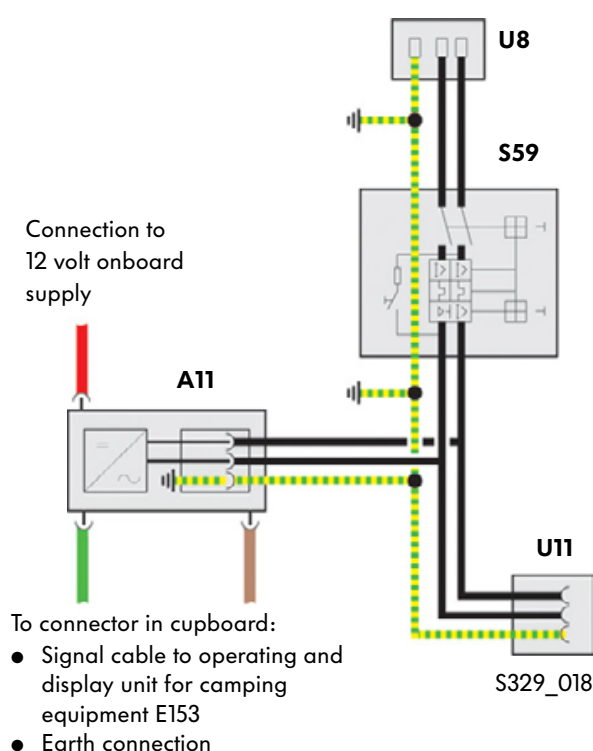 U8
S59
Connection to
12 volt onboard
supply
A11
U11
To connector in cupboard:
● Signal cable to operating and
display unit for camping
equipment E153
● Earth connection
S329_018